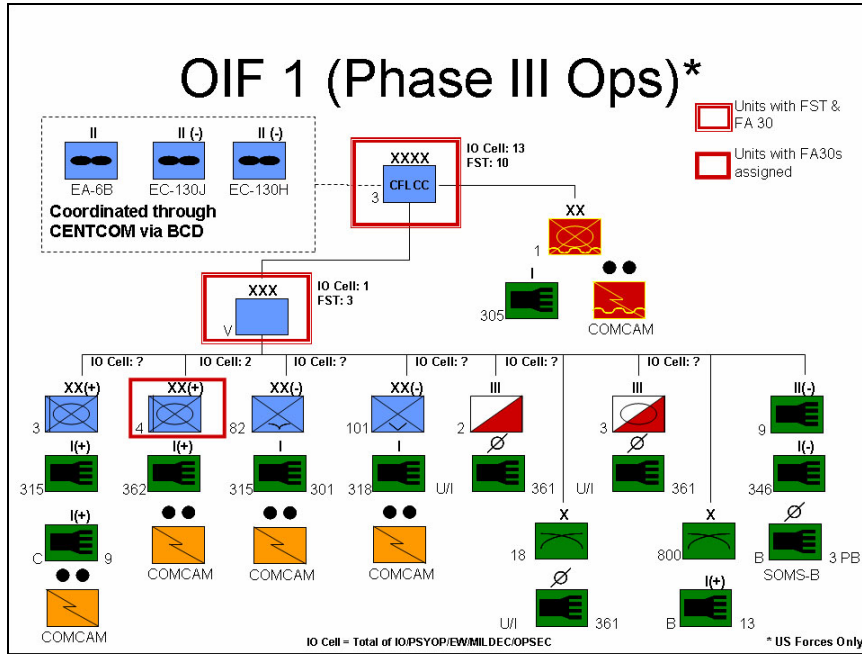 OIF 1 (Phase III Ops)*
Units with FST &
FA 30
Units with FA30s
assigned
II
II (-)
II (-)
EA-6B
EC-130J
EC-130H
Coordinated through
CENTCOM via BCD
XXXX
CFLCC
3
IO Cell: 13
FST: 10
XX
1
I
305
COMCAM
XXX
V
IO Cell: 1
FST: 3
IO Cell: ?
IO Cell: 2
IO Cell: ?
IO Cell: ?
IO Cell: ?
IO Cell: ?
XX(+)
XX(+)
XX(-)
XX(-)
III
III
II(-)
3
4
82
101
2
3
9
I(+)
I(+)
I
I
I(-)
315
362
315
301
318
U/I
361
U/I
361
346
I(+)
C
9
X
18
X
800
B
3 PB
SOMS-B
COMCAM
COMCAM
COMCAM
COMCAM
U/I
361
I(+)
B
13
IO Cell = Total of IO/PSYOP/EW/MILDEC/OPSEC
* US Forces Only